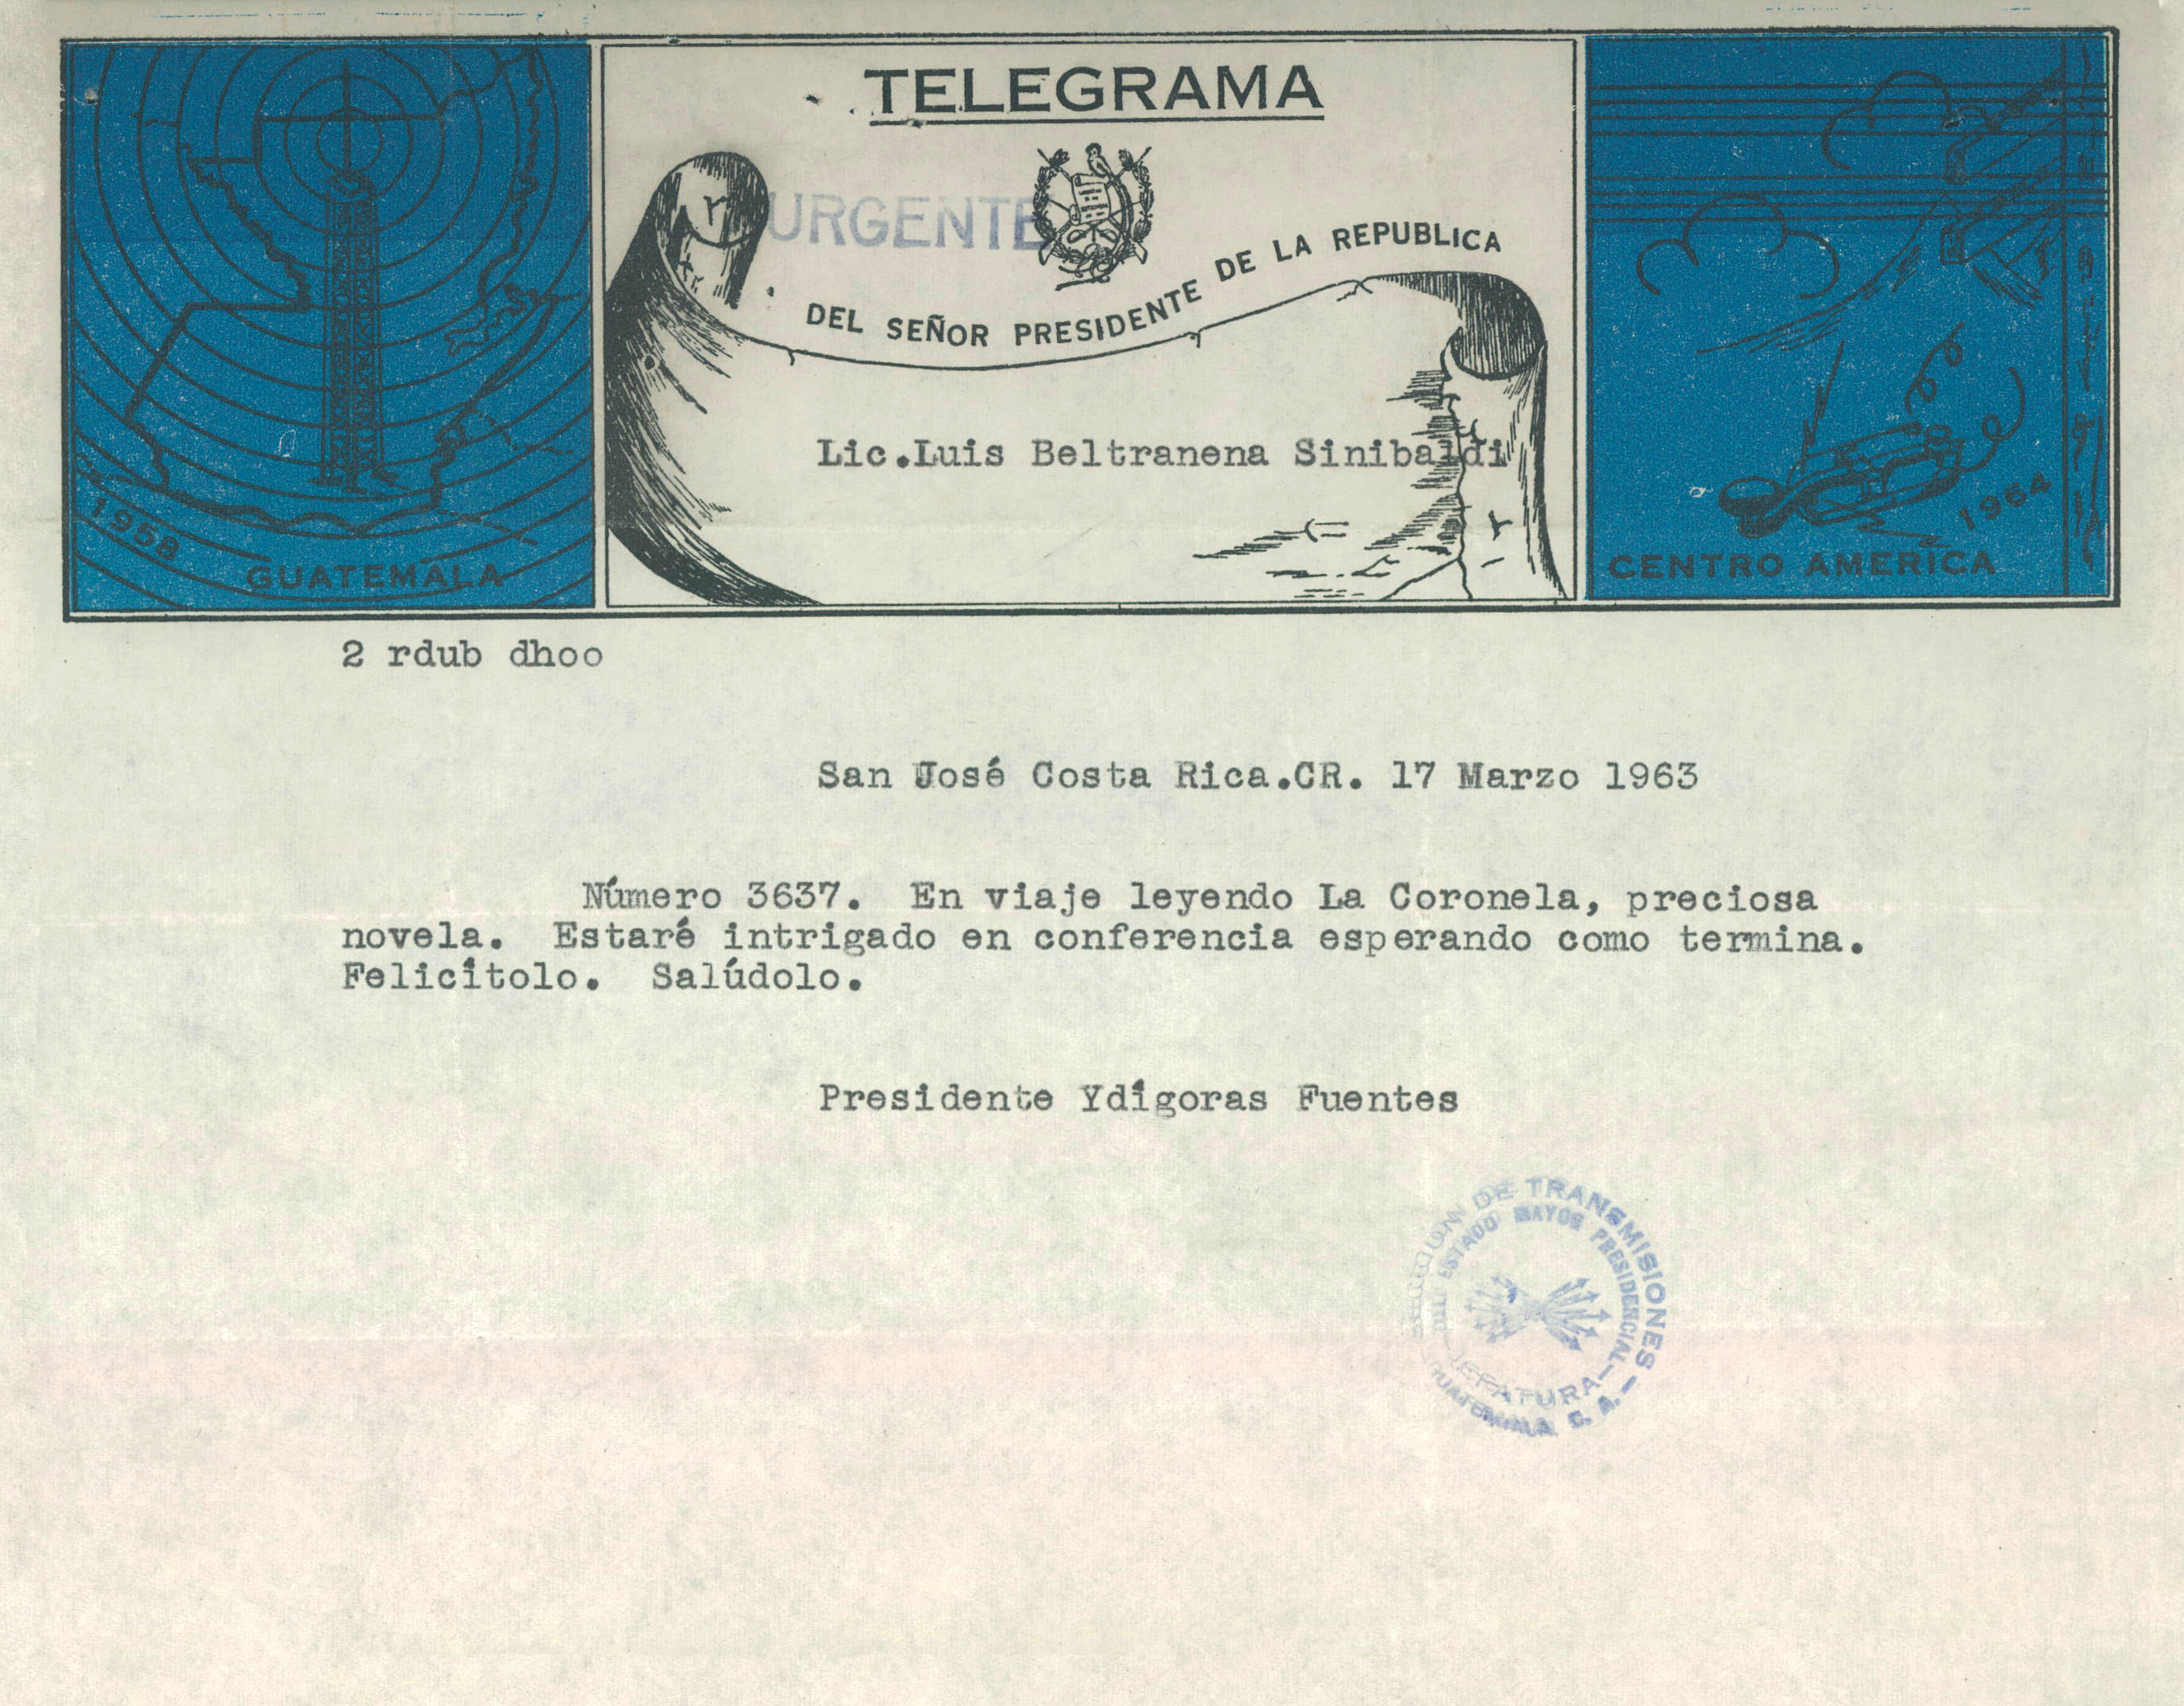 TELEGRAMA
URGENTE
DEL SEÑOR PRESIDENTE DE LA REPUBLICA
Lic.Luis Beltranena Sinibaldi
1958
GUATEMALA
1964
CENTRO AMERICA
2 rdub dhoo
San José Costa Rica.CR. 17 Marzo 1963
Número 3637. En viaje leyendo La Coronela, preciosa
novela. Estaré intrigado en conferencia esperando como termina.
Felicítolo. Salúdolo.
Presidente Ydígoras Fuentes
DE TRANSMISIONES
DEL ESTADO MAYOR PRESIDENCIAL
JEFATURA
GUATEMALA C. A.